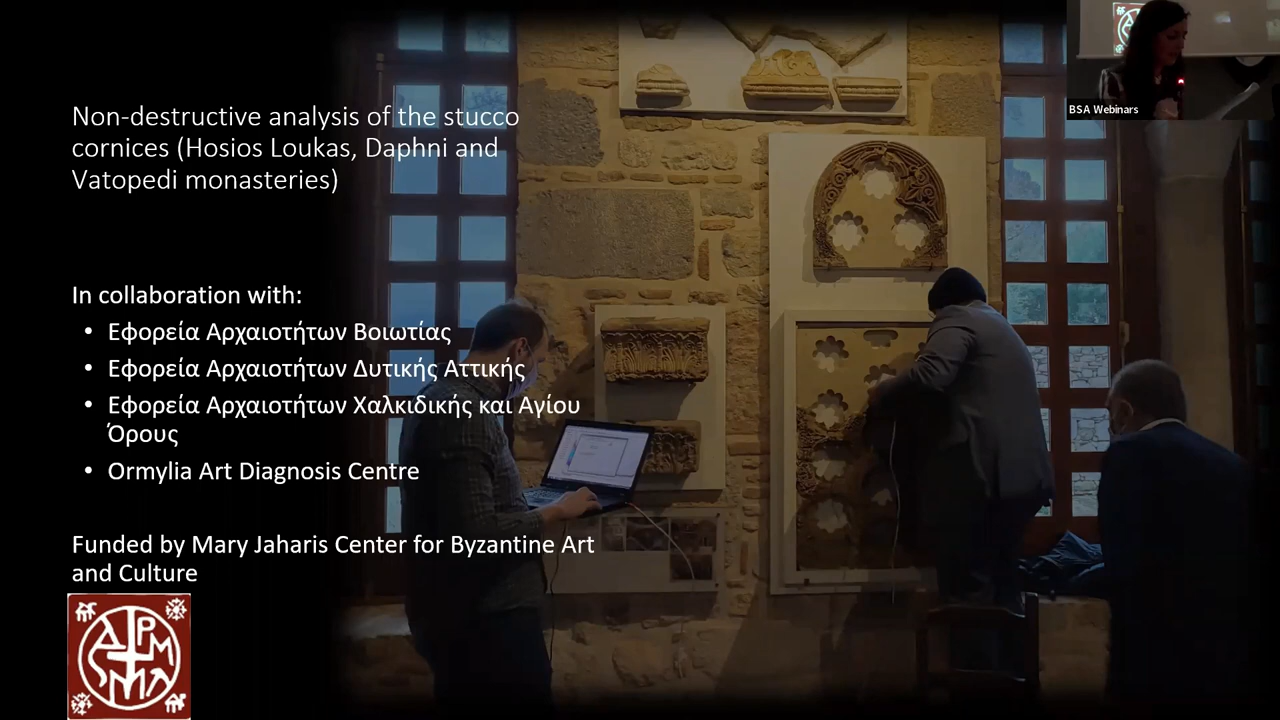 Non-destructive analysis of the stucco
cornices (Hosios Loukas, Daphni and
Vatopedi monasteries)
In collaboration with:
• Εφορεία Αρχαιοτήτων Βοιωτίας
• Εφορεία Αρχαιοτήτων Δυτικής Αττικής
• Εφορεία Αρχαιοτήτων Χαλκιδικής και Αγίου
Όρους
• Ormylia Art Diagnosis Centre
Funded by Mary Jaharis Center for Byzantine Art
and Culture
BSA Webinars